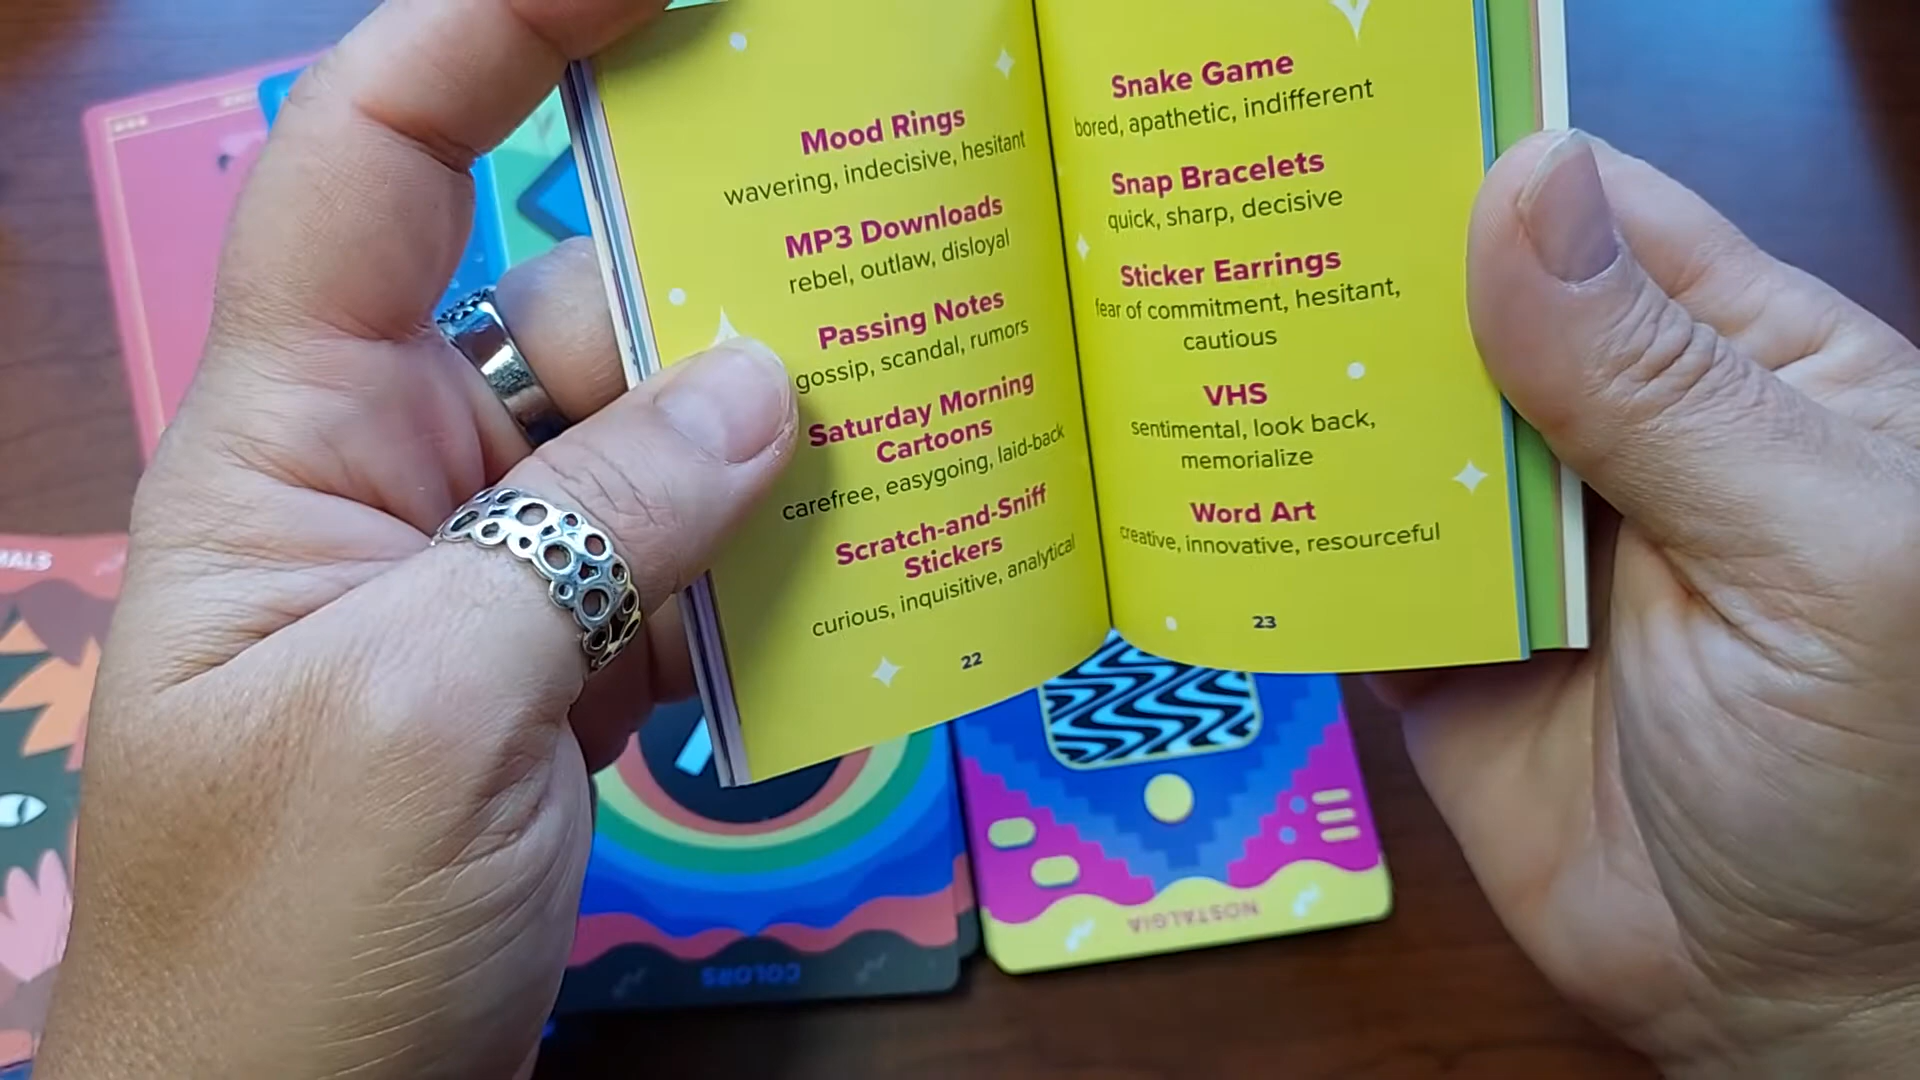 Mood Rings
wavering, indecisive, hesitant
MP3 Downloads
rebel, outlaw, disloyal
Passing Notes
gossip, scandal, rumors
Saturday Morning
Cartoons
carefree, easygoing, laid-back
Scratch-and-Sniff
Stickers
curious, inquisitive, analytical
22
Snake Game
bored, apathetic, indifferent
Snap Bracelets
quick, sharp, decisive
Sticker Earrings
fear of commitment, hesitant,
cautious
VHS
sentimental, look back,
memorialize
Word Art
creative, innovative, resourceful
23
MALS
COLORS
NOSTALGIA